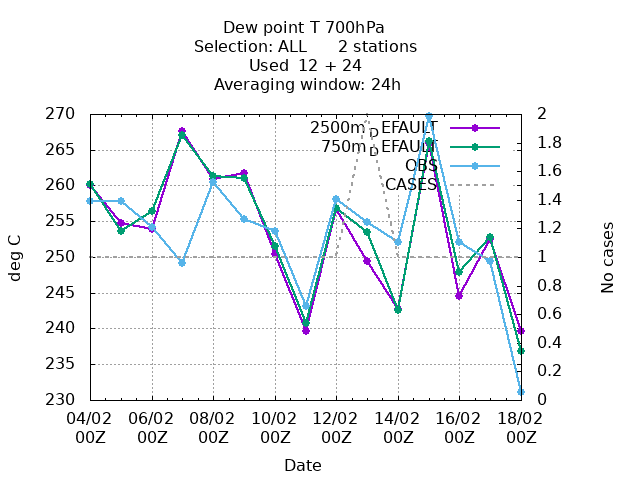 Dew point T 700hPa
Selection: ALL      2 stations
Used  12 + 24
Averaging window: 24h
2500m_DEFAULT
750m_DEFAULT
OBS
CASES
deg C
270
265
260
255
250
245
240
235
230
No cases
2
1.8
1.6
1.4
1.2
1
0.8
0.6
0.4
0.2
0
04/02 06/02 08/02 10/02 12/02 14/02 16/02 18/02
00Z 00Z 00Z 00Z 00Z 00Z 00Z 00Z
Date